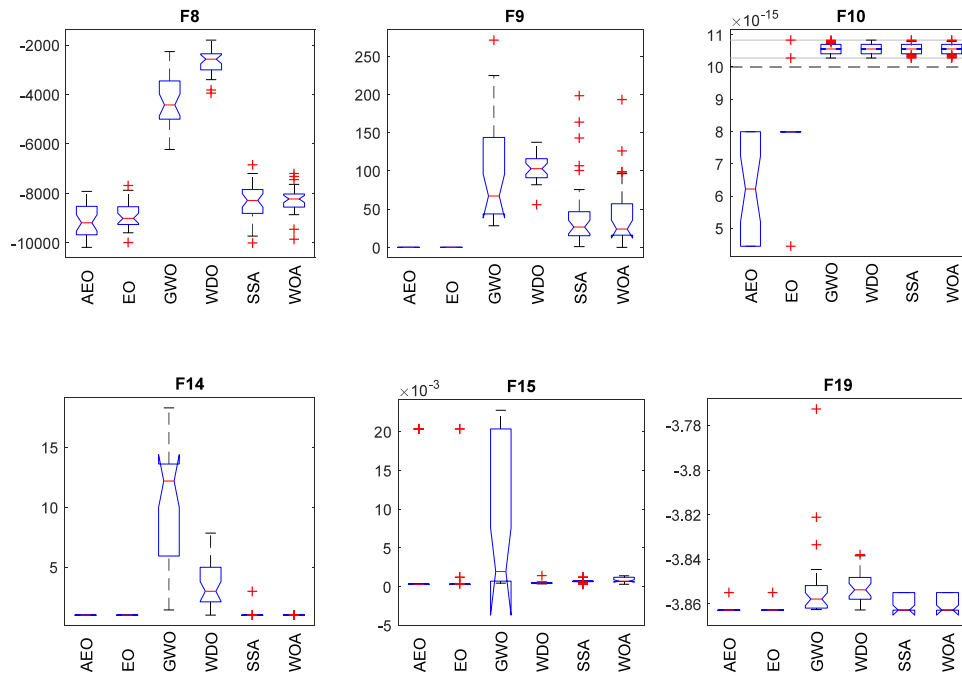 F8
-2000
-4000
-6000
-8000
-10000
AEO
EO
GWO
WDO
SSA
WOA
F9
250
200
150
100
50
0
AEO
EO
GWO
WDO
SSA
WOA
F10
×10⁻¹⁵
11
10
8
6
5
AEO
EO
GWO
WDO
SSA
WOA
F14
15
10
5
AEO
EO
GWO
WDO
SSA
WOA
F15
×10⁻³
20
15
10
5
0
-5
AEO
EO
GWO
WDO
SSA
WOA
F19
-3.78
-3.8
-3.82
-3.84
-3.86
AEO
EO
GWO
WDO
SSA
WOA